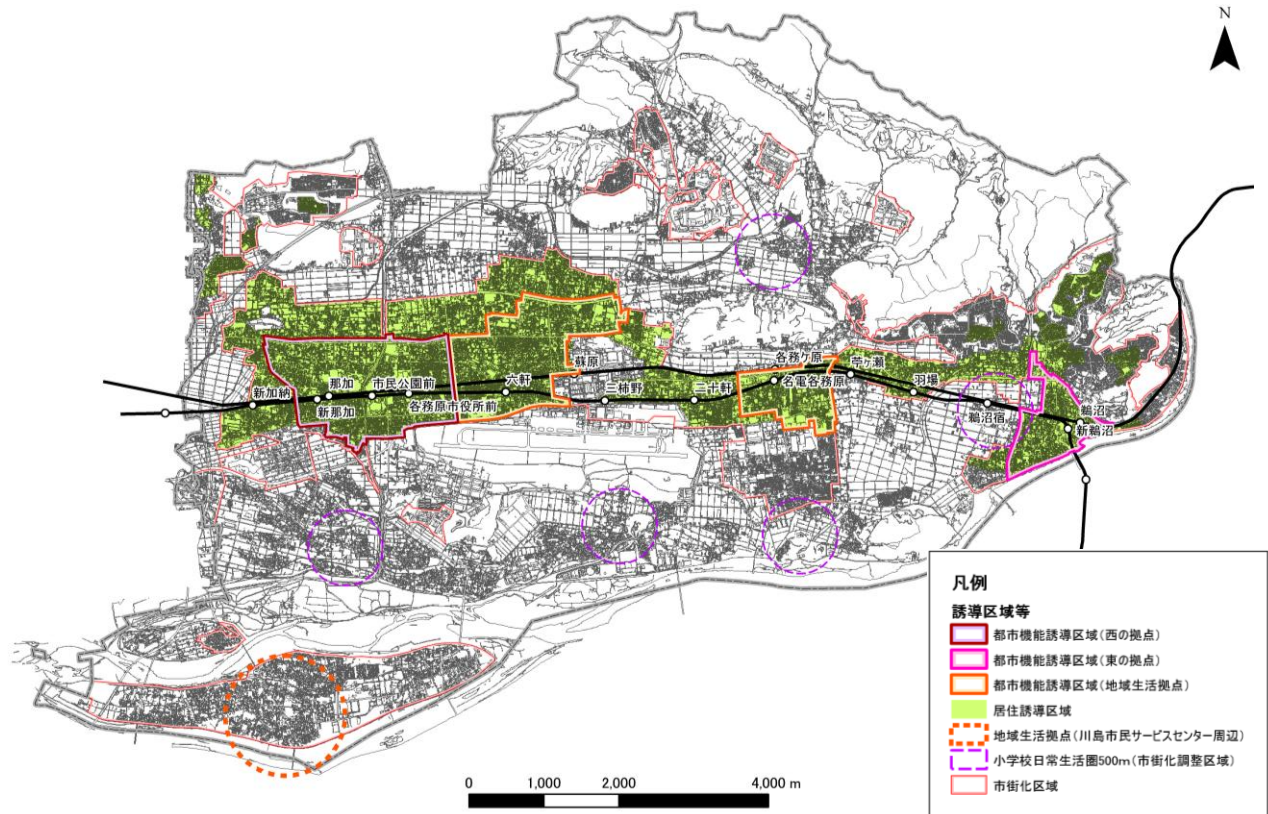 N
各務ヶ原
苧ヶ瀬
蘇原
六軒
那加
市民公園前
新加納
新那加
各務原市役所前
三柿野
二十軒
名電各務原
羽場
鵜沼宿
鵜沼
新鵜沼
凡例
誘導区域等
都市機能誘導区域(西の拠点)
都市機能誘導区域(東の拠点)
都市機能誘導区域(地域生活拠点)
居住誘導区域
地域生活拠点(川島市民サービスセンター周辺)
小学校日常生活圏500m(市街化調整区域)
市街化区域
0 1,000 2,000 4,000 m